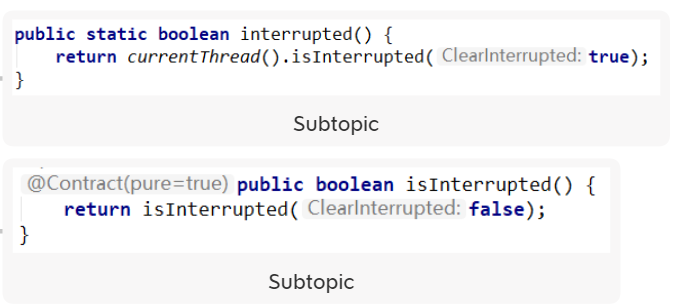 public static boolean interrupted() {
    return currentThread().isInterrupted( ClearInterrupted: true);
}
Subtopic
@Contract(pure=true) public boolean isInterrupted() {
    return isInterrupted( ClearInterrupted: false);
}
Subtopic